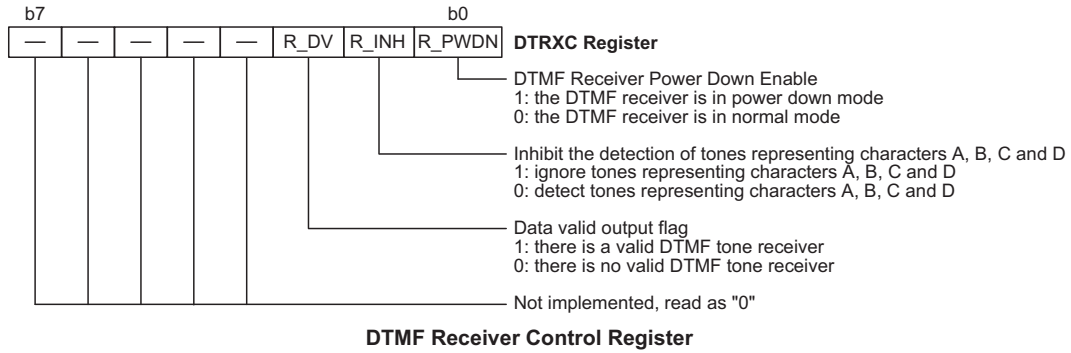 b7 b0
— — — — — R_DV R_INH R_PWDN DTRXC Register
DTMF Receiver Power Down Enable
1: the DTMF receiver is in power down mode
0: the DTMF receiver is in normal mode
Inhibit the detection of tones representing characters A, B, C and D
1: ignore tones representing characters A, B, C and D
0: detect tones representing characters A, B, C and D
Data valid output flag
1: there is a valid DTMF tone receiver
0: there is no valid DTMF tone receiver
Not implemented, read as "0"
DTMF Receiver Control Register